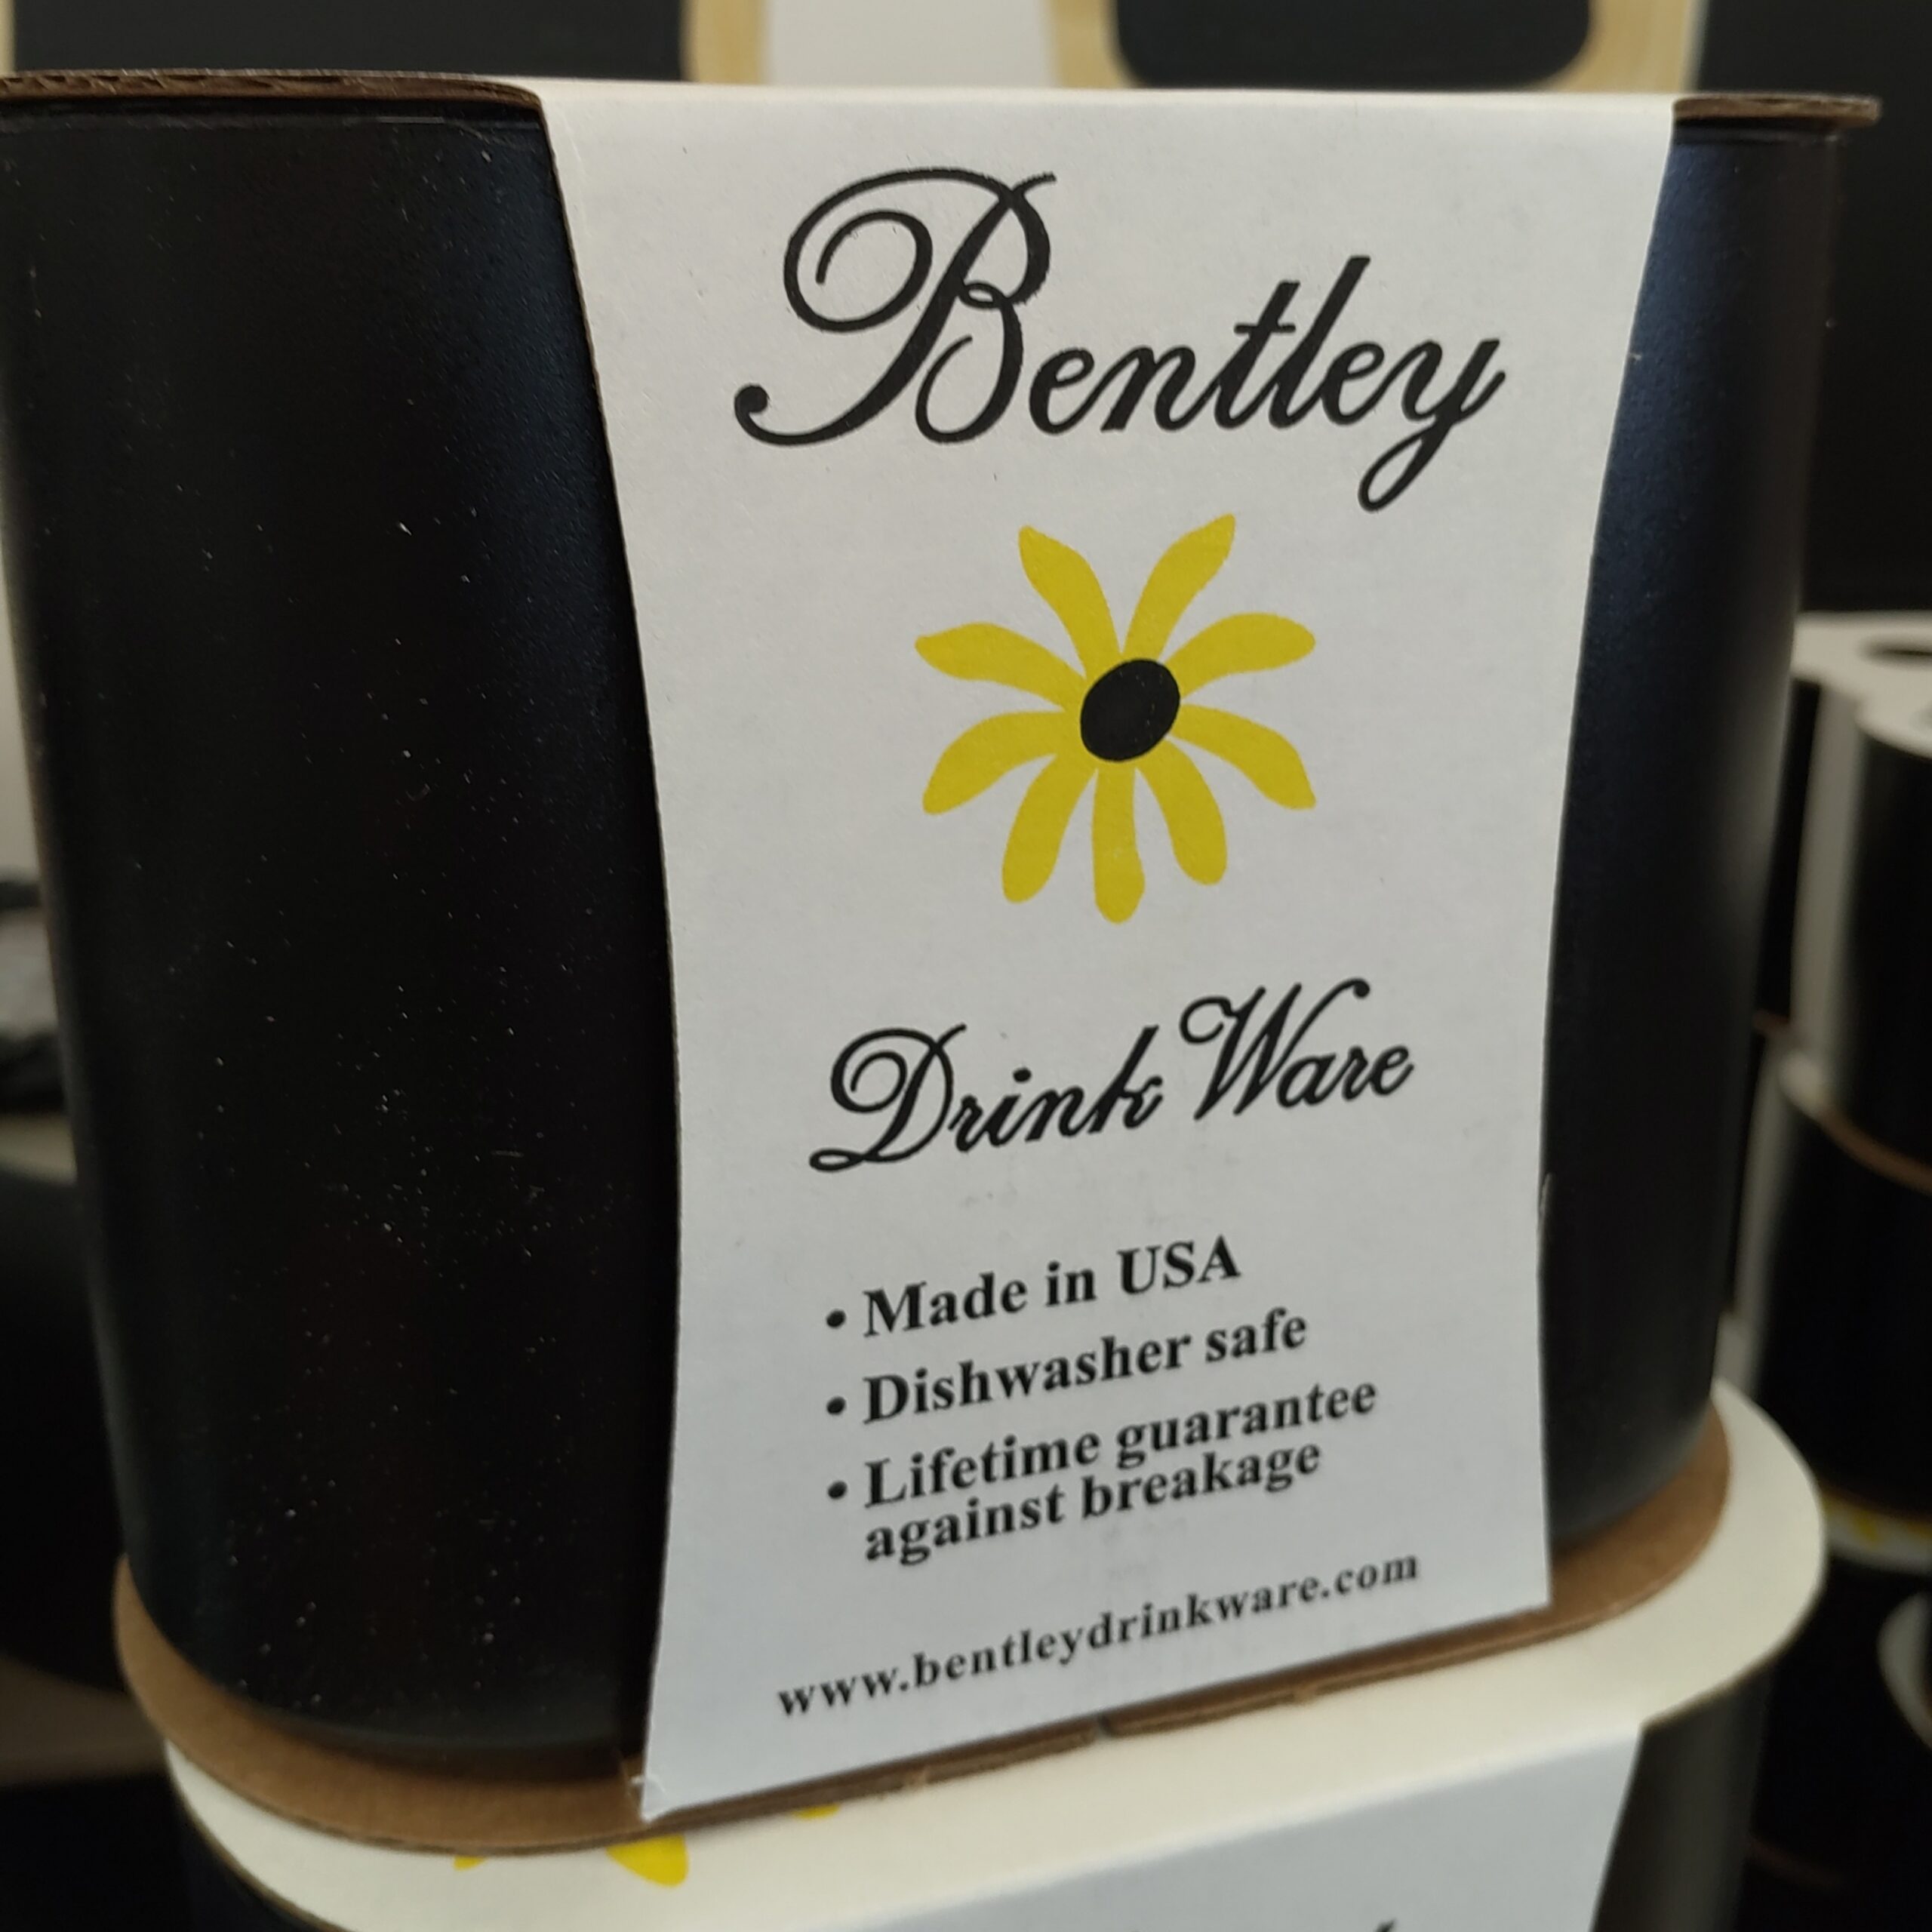 Bentley
Drink Ware
• Made in USA
• Dishwasher safe
• Lifetime guarantee
against breakage
www.bentleydrinkware.com